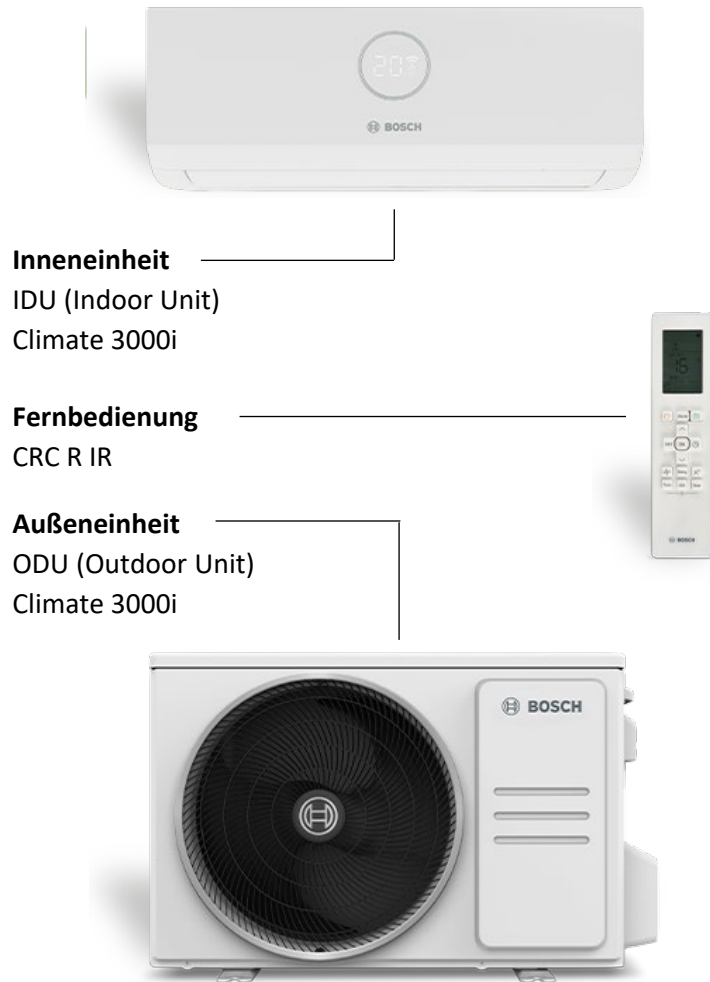 20
BOSCH
Inneneinheit
IDU (Indoor Unit)
Climate 3000i
Fernbedienung
CRC R IR
16
BOSCH
Außeneinheit
ODU (Outdoor Unit)
Climate 3000i
BOSCH